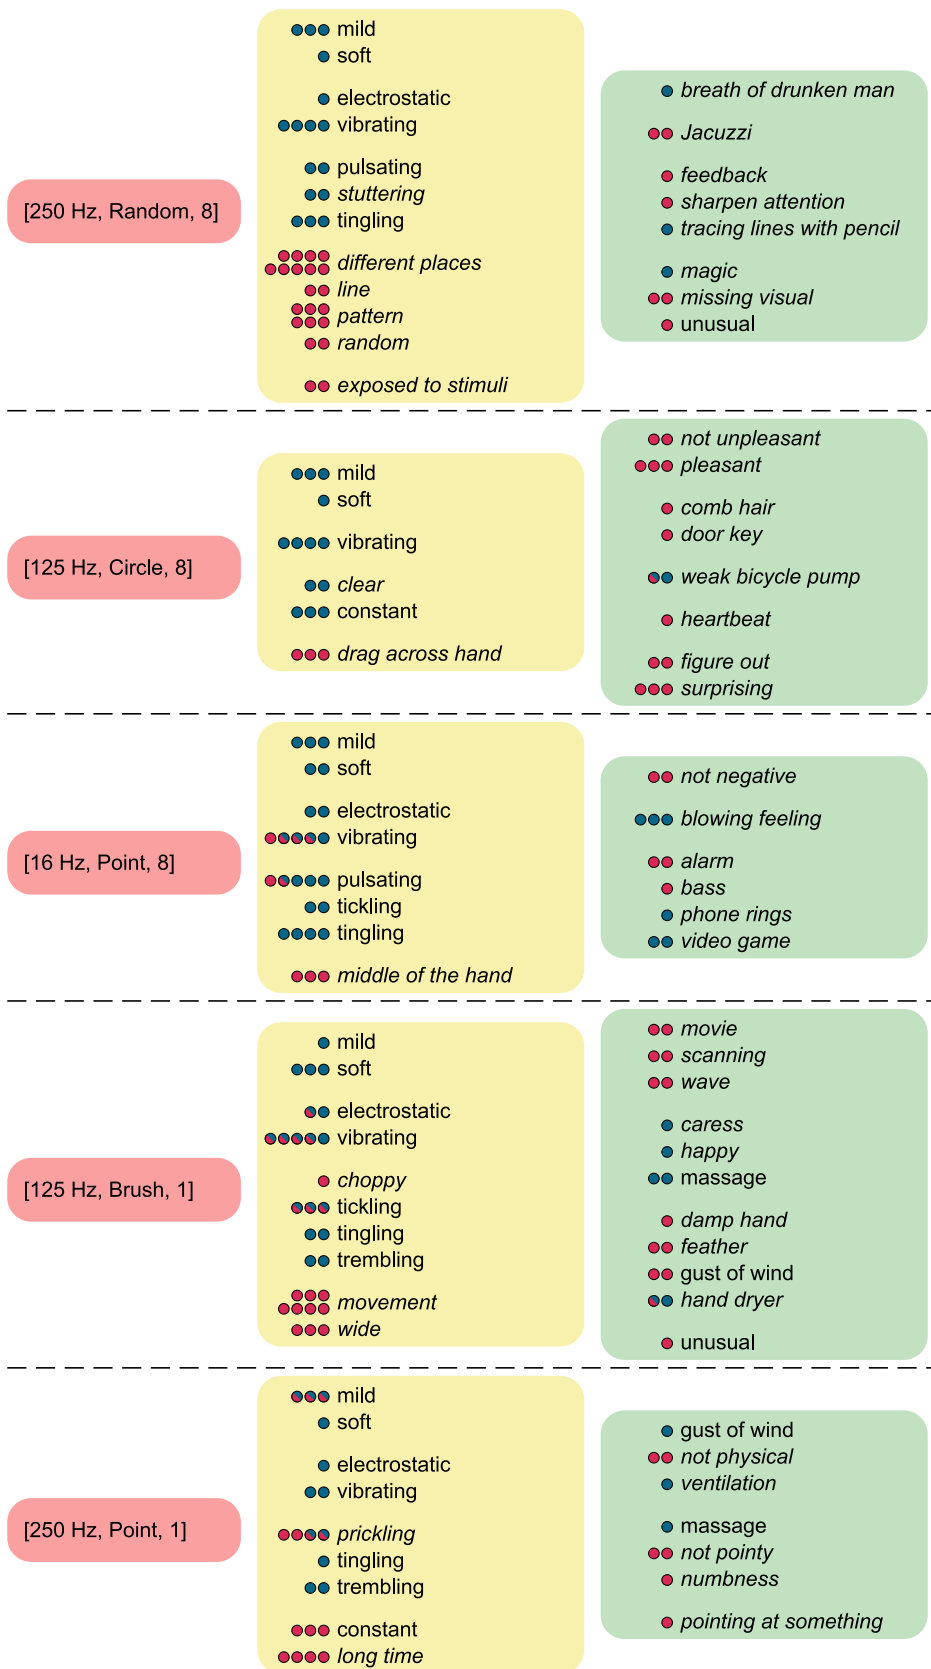 [250 Hz, Random, 8]
mild
soft
electrostatic
vibrating
pulsating
stuttering
tingling
different places
line
pattern
random
exposed to stimuli
breath of drunken man
Jacuzzi
feedback
sharpen attention
tracing lines with pencil
magic
missing visual
unusual
[125 Hz, Circle, 8]
mild
soft
vibrating
clear
constant
drag across hand
not unpleasant
pleasant
comb hair
door key
weak bicycle pump
heartbeat
figure out
surprising
[16 Hz, Point, 8]
mild
soft
electrostatic
vibrating
pulsating
tickling
tingling
middle of the hand
not negative
blowing feeling
alarm
bass
phone rings
video game
[125 Hz, Brush, 1]
mild
soft
electrostatic
vibrating
choppy
tickling
tingling
trembling
movement
wide
movie
scanning
wave
caress
happy
massage
damp hand
feather
gust of wind
hand dryer
unusual
[250 Hz, Point, 1]
mild
soft
electrostatic
vibrating
prickling
tingling
trembling
constant
long time
gust of wind
not physical
ventilation
massage
not pointy
numbness
pointing at something